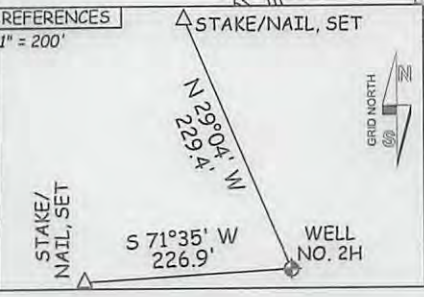 REFERENCES
1" = 200'
STAKE/NAIL, SET
N 29°04' W
229.4'
GRID NORTH
N
S
STAKE/
NAIL, SET
S 71°35' W
226.9'
WELL
NO. 2H